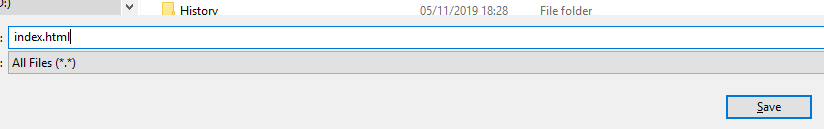 :)
History 05/11/2019 18:28 File folder
: index.html
: All Files (*.*)
Save